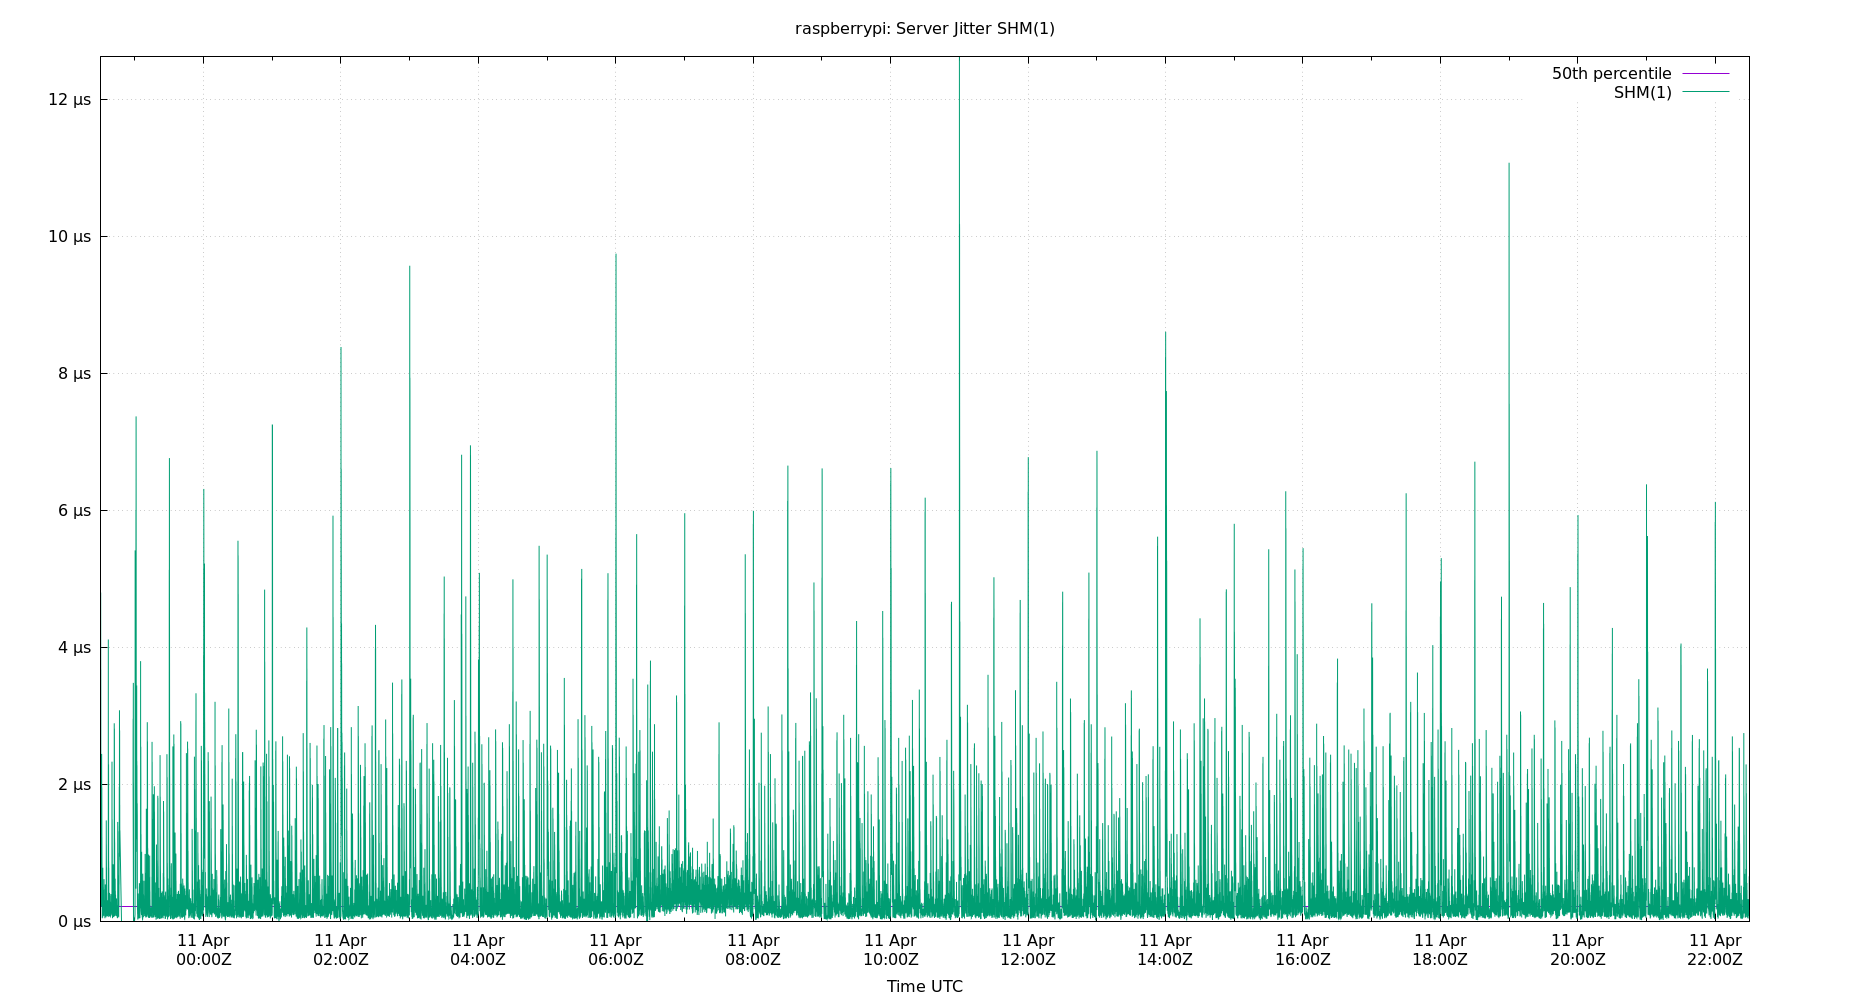 raspberrypi: Server Jitter SHM(1)
50th percentile
SHM(1)
12 µs
10 µs
8 µs
6 µs
4 µs
2 µs
0 µs
11 Apr 11 Apr 11 Apr 11 Apr 11 Apr 11 Apr 11 Apr 11 Apr 11 Apr 11 Apr 11 Apr 11 Apr
00:00Z 02:00Z 04:00Z 06:00Z 08:00Z 10:00Z 12:00Z 14:00Z 16:00Z 18:00Z 20:00Z 22:00Z
Time UTC